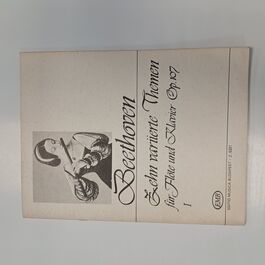 Beethoven
Zehn variierte Themen
für Flöte und Klavier Op. 107
I
EMB
EDITIO MUSICA BUDAPEST